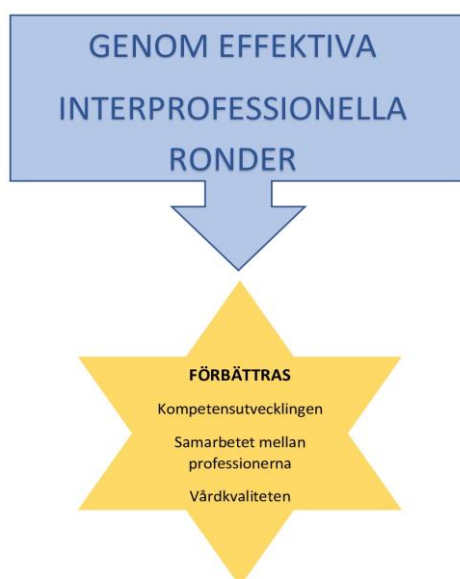 GENOM EFFEKTIVA
INTERPROFESSIONELLA
RONDER
FÖRBÄTTRAS
Kompetensutvecklingen
Samarbetet mellan
professionerna
Vårdkvaliteten